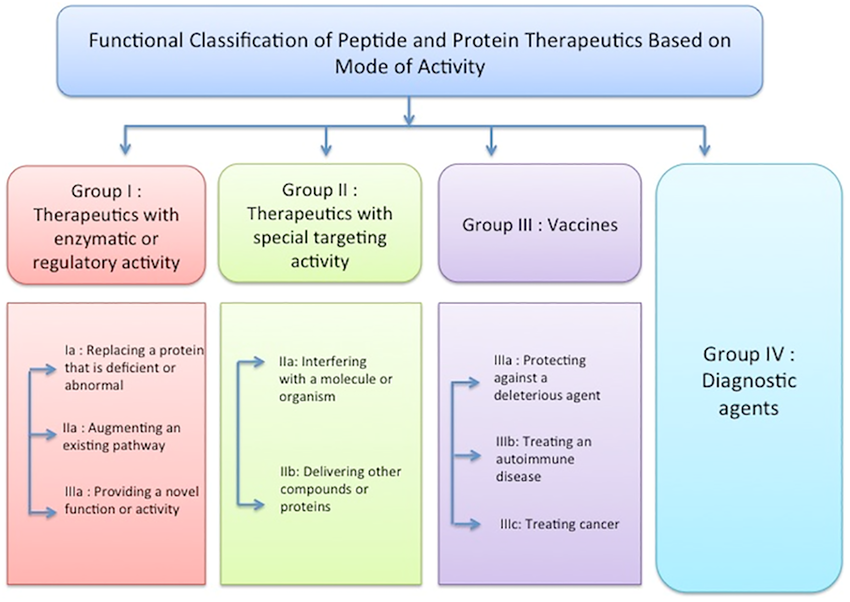 Functional Classification of Peptide and Protein Therapeutics Based on
Mode of Activity
Group I :
Therapeutics with
enzymatic or
regulatory activity
Group II :
Therapeutics with
special targeting
activity
Group III : Vaccines
Group IV :
Diagnostic
agents
Ia : Replacing a protein
that is deficient or
abnormal
IIa : Augmenting an
existing pathway
IIIa : Providing a novel
function or activity
IIa: Interfering
with a molecule or
organism
IIb: Delivering other
compounds or
proteins
IIIa : Protecting
against a
deleterious agent
IIIb: Treating an
autoimmune
disease
IIIc: Treating cancer